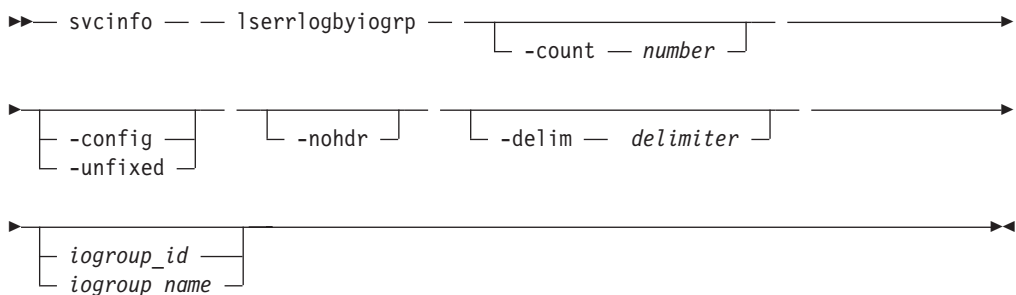 svcinfo lserrlogbyiogrp
-count number
-config -nohdr -delim delimiter
-unfixed
iogroup_id
iogroup_name